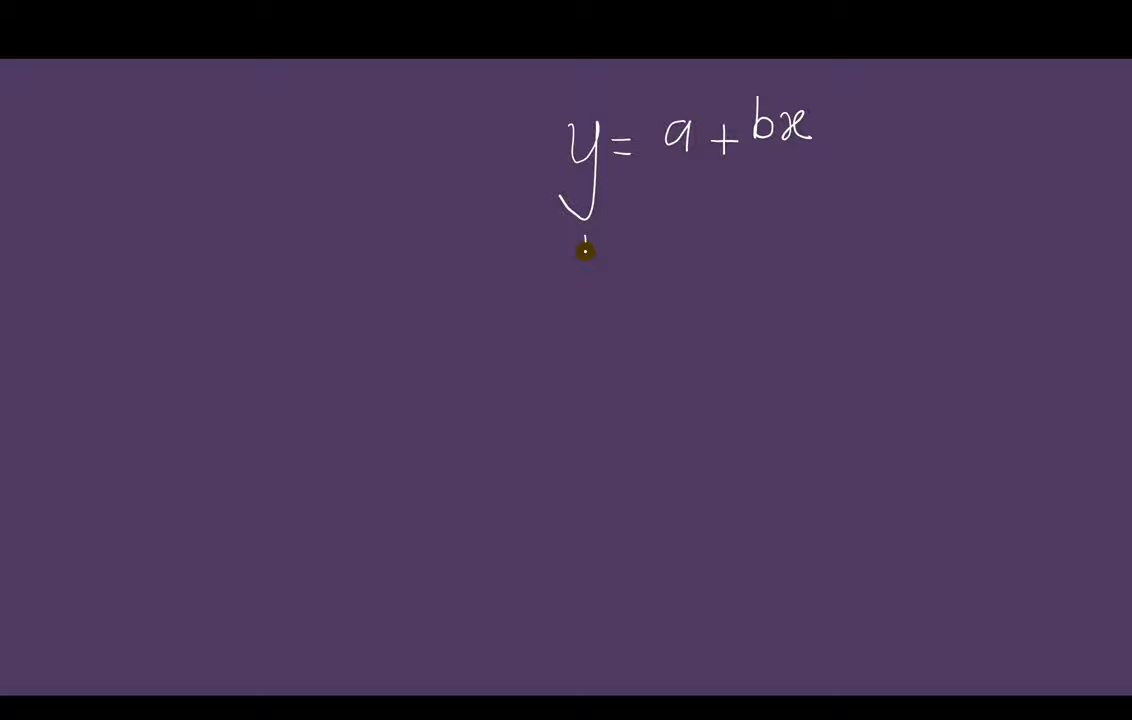 y = a + bx